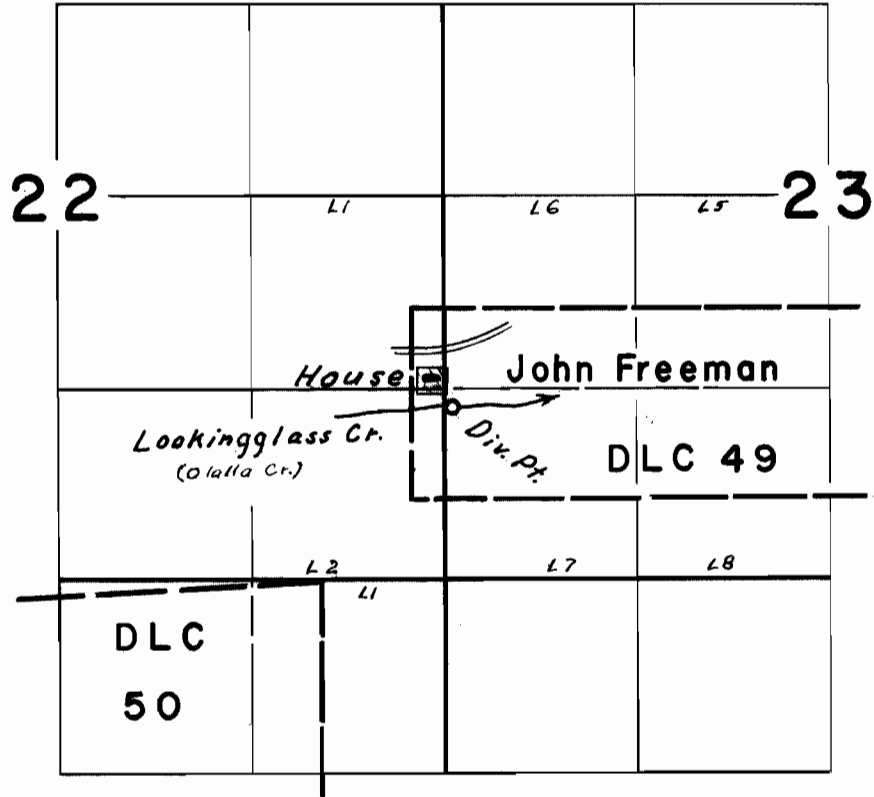 22
23
L1
L6
L5
House
John Freeman
Lookingglass Cr.
(Olalla Cr.)
Div. Pt.
DLC 49
L2
L1
L7
L8
DLC
50